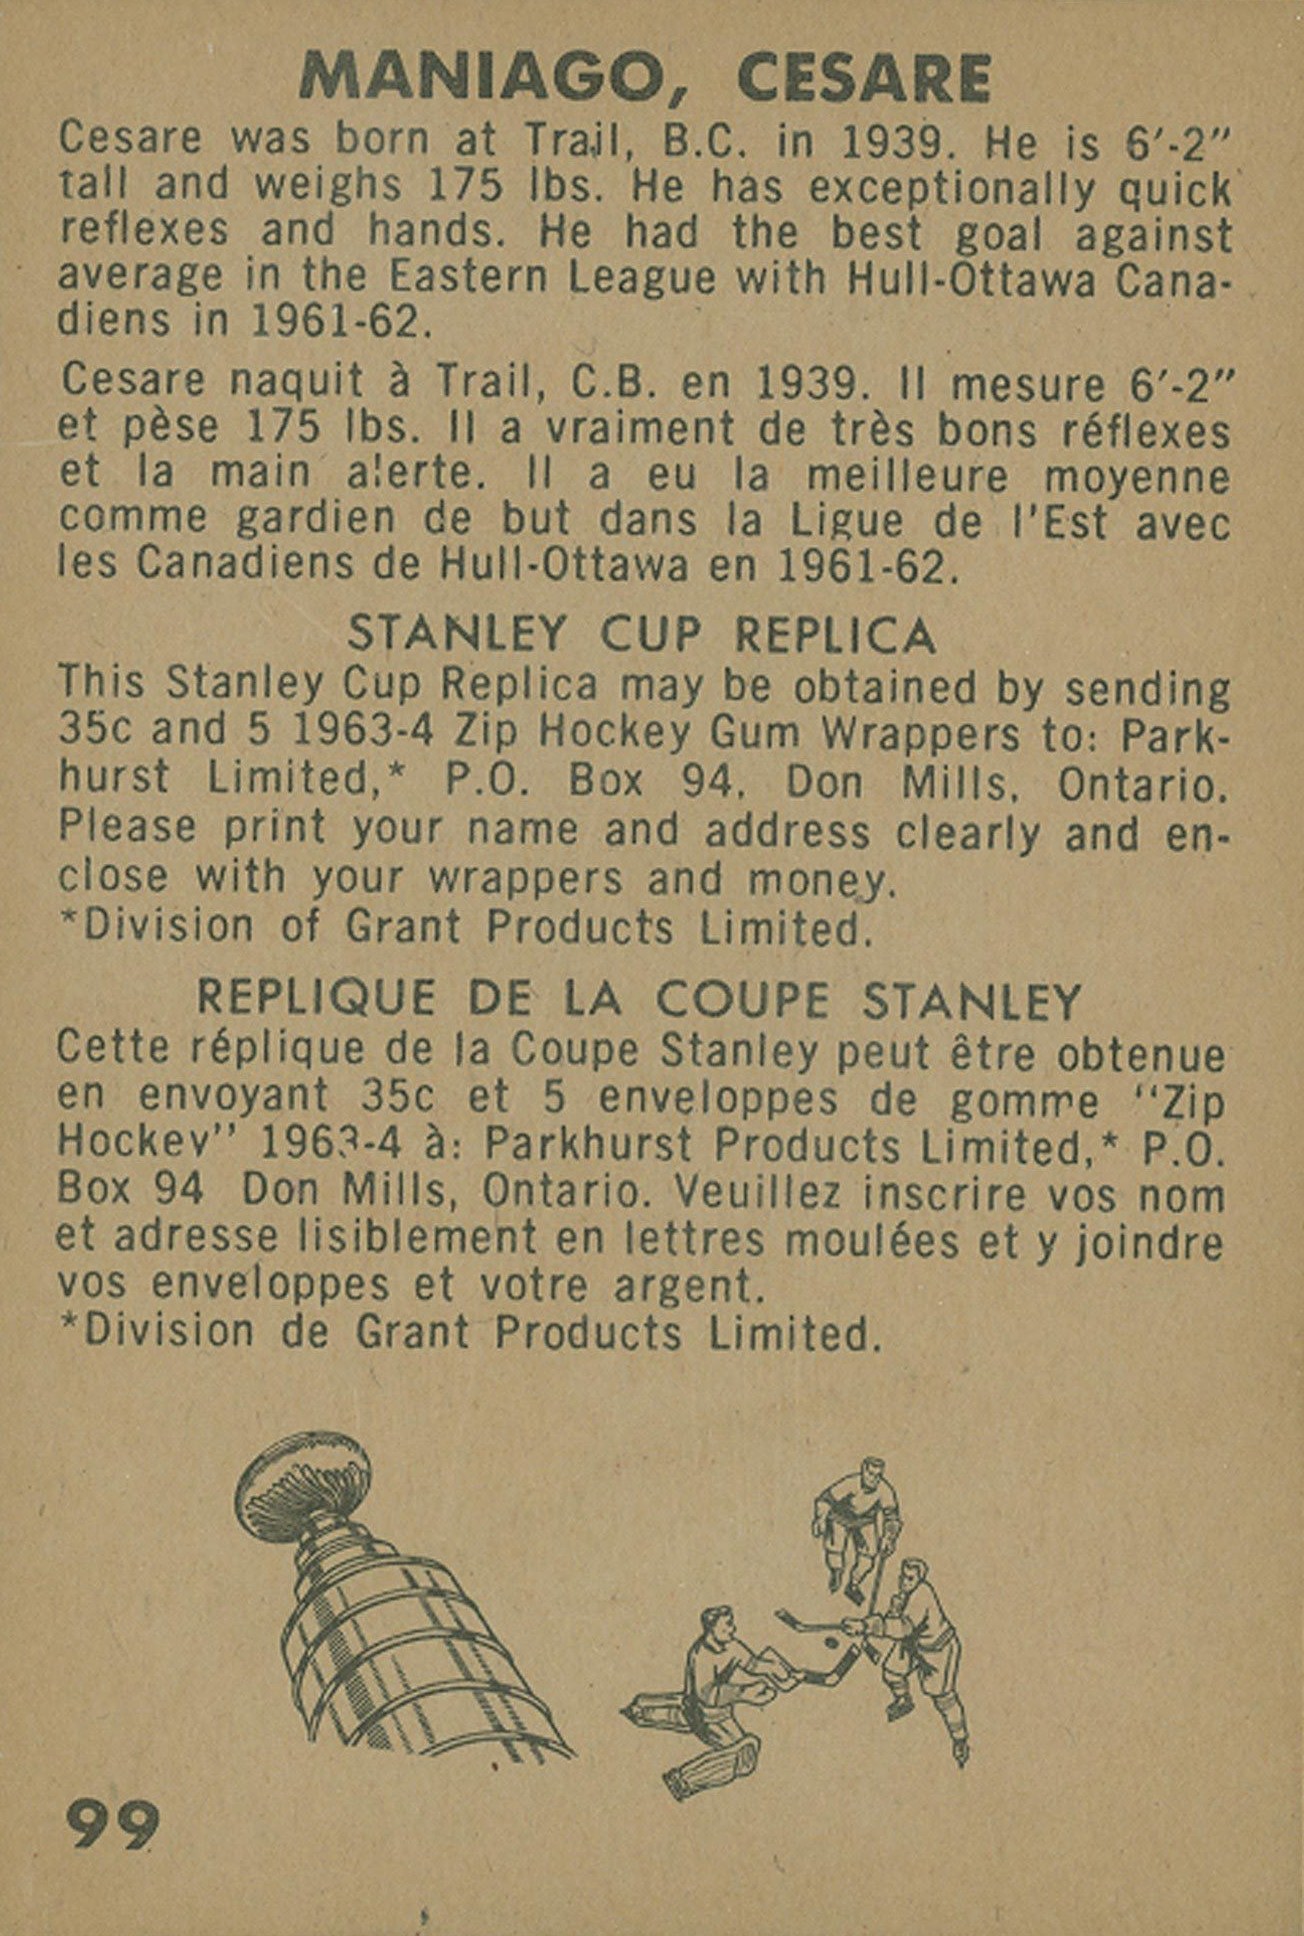 MANIAGO, CESARE
Cesare was born at Trail, B.C. in 1939. He is 6′-2″
tall and weighs 175 lbs. He has exceptionally quick
reflexes and hands. He had the best goal against
average in the Eastern League with Hull-Ottawa Cana-
diens in 1961-62.
Cesare naquit à Trail, C.B. en 1939. Il mesure 6′-2″
et pèse 175 lbs. Il a vraiment de très bons réflexes
et la main alerte. Il a eu la meilleure moyenne
comme gardien de but dans la Ligue de l'Est avec
les Canadiens de Hull-Ottawa en 1961-62.
STANLEY CUP REPLICA
This Stanley Cup Replica may be obtained by sending
35c and 5 1963-4 Zip Hockey Gum Wrappers to: Park-
hurst Limited,* P.O. Box 94, Don Mills, Ontario.
Please print your name and address clearly and en-
close with your wrappers and money.
*Division of Grant Products Limited.
REPLIQUE DE LA COUPE STANLEY
Cette réplique de la Coupe Stanley peut être obtenue
en envoyant 35c et 5 enveloppes de gomme "Zip
Hockey" 1963-4 à: Parkhurst Products Limited,* P.O.
Box 94 Don Mills, Ontario. Veuillez inscrire vos nom
et adresse lisiblement en lettres moulées et y joindre
vos enveloppes et votre argent.
*Division de Grant Products Limited.
99